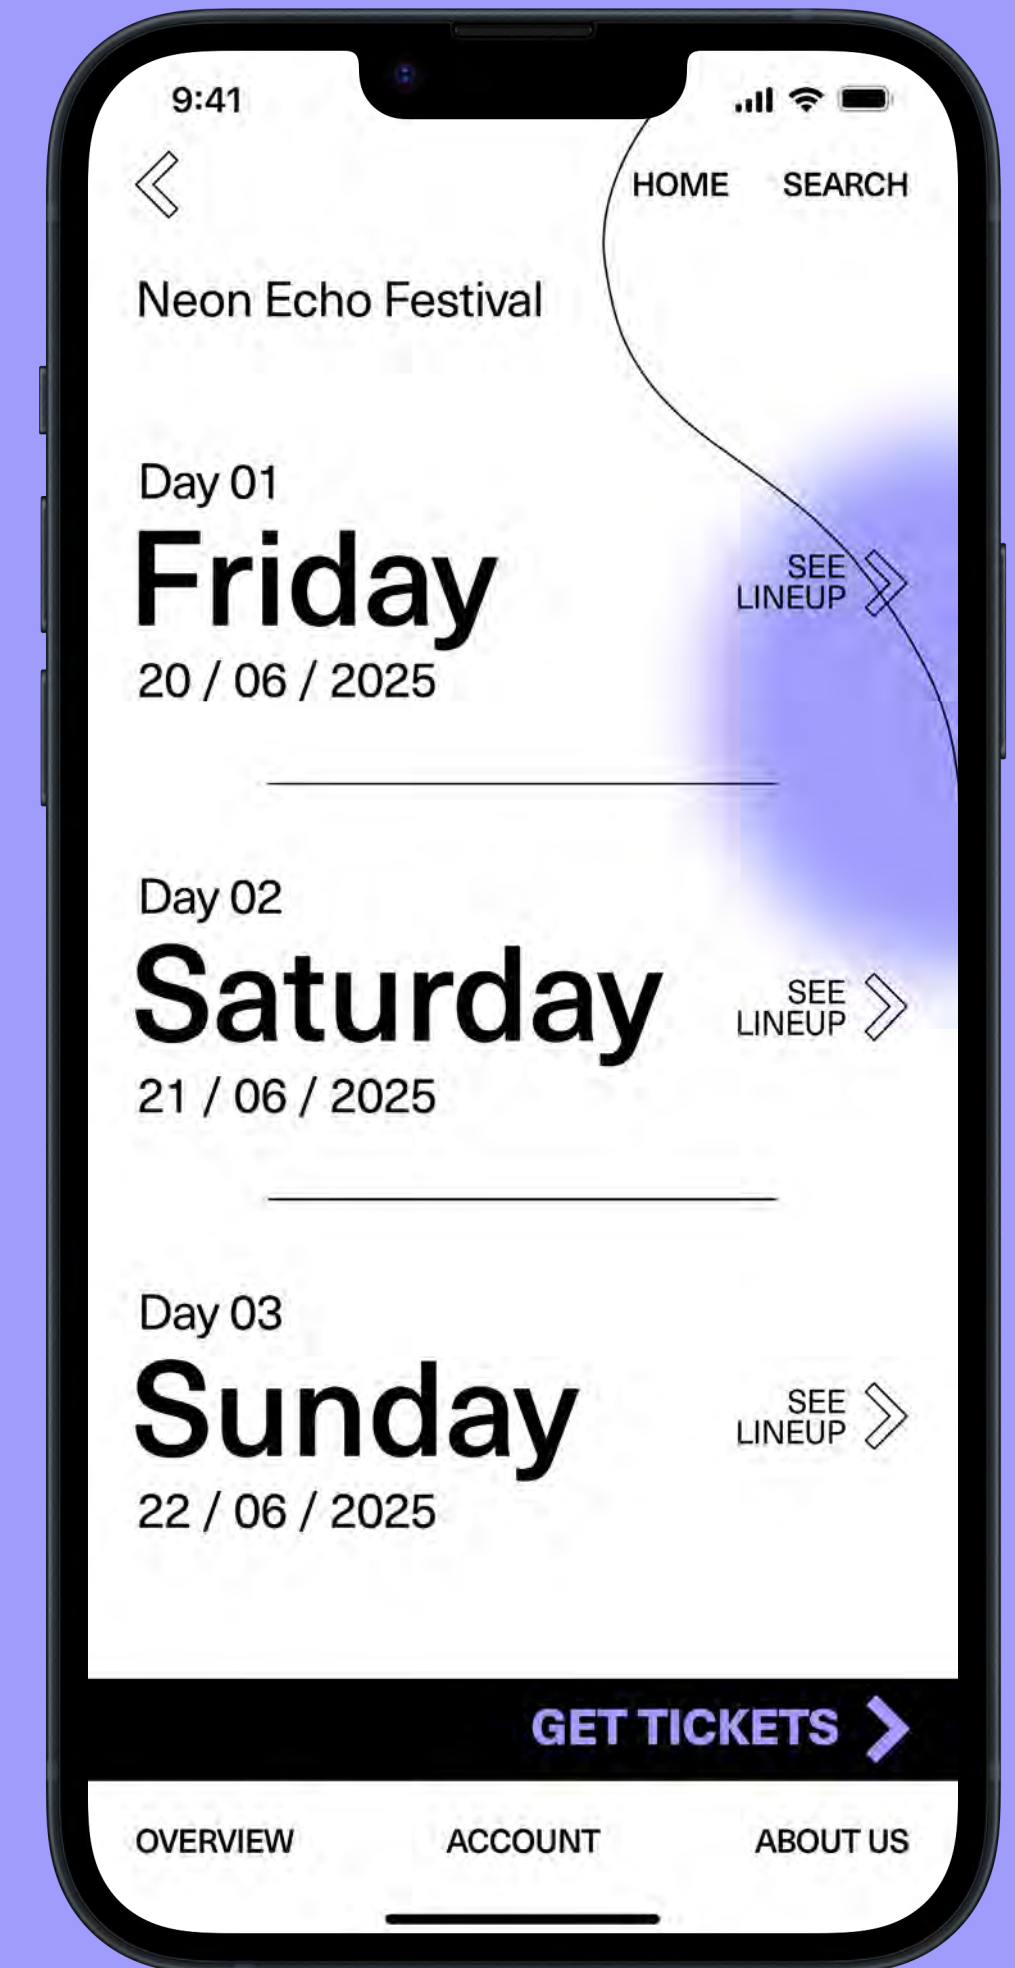 9:41
HOME SEARCH
Neon Echo Festival
Day 01
Friday
SEE
LINEUP
20 / 06 / 2025
Day 02
Saturday
SEE
LINEUP
21 / 06 / 2025
Day 03
Sunday
SEE
LINEUP
22 / 06 / 2025
GET TICKETS
OVERVIEW ACCOUNT ABOUT US